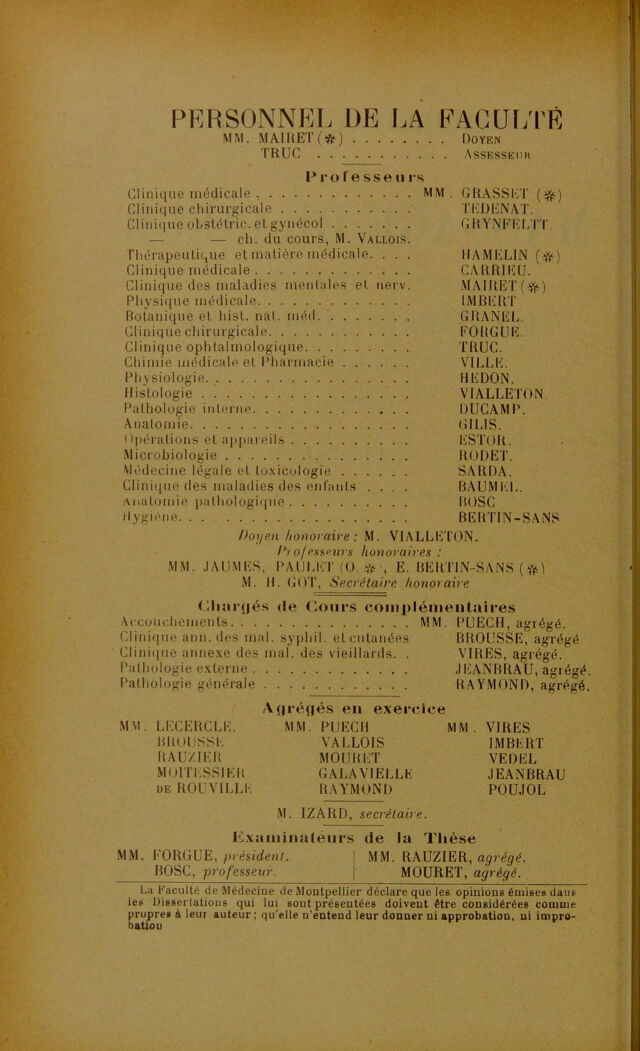 PERSONNEL DE LA FACULTÉ
MM. MAIRET (✻) ........ DOYEN
TRUC ........... ASSESSEUR
Professeurs
Clinique médicale ............. MM. GRASSET (✻)
Clinique chirurgicale ........... TEDENAT.
Clinique obstétric. et gynécol ....... GRYNFELTT
— — ch. du cours, M. VALLOIS.
Thérapeutique et matière médicale. ... HAMELIN (✻)
Clinique médicale ............. CARRIEU.
Clinique des maladies mentales et nerv. MAIRET (✻)
Physique médicale. ............ IMBERT
Botanique et hist. nat. méd. ....... GRANEL.
Clinique chirurgicale. ........... FORGUE.
Clinique ophtalmologique. ........ TRUC.
Chimie médicale et Pharmacie ...... VILLE.
Physiologie. ................ HEDON.
Histologie ................. VIALLETON
Pathologie interne. ............ DUCAMP.
Anatomie. ................. GILIS.
Opérations et appareils .......... ESTOR.
Microbiologie ............... RODET.
Médecine légale et toxicologie ...... SARDA.
Clinique des maladies des enfants .... BAUMEL.
Anatomie pathologique ........... BOSC
Hygiène. .................. BERTIN-SANS
Doyen honoraire : M. VIALLETON.
Professeurs honoraires :
MM. JAUMES, PAULET (O. ✻), E. BERTIN-SANS (✻)
M. H. GOT, Secrétaire honoraire
Chargés de Cours complémentaires
Accouchements. .............. MM. PUECH, agrégé.
Clinique ann. des mal. syphil. et cutanées BROUSSE, agrégé
Clinique annexe des mal. des vieillards. . VIRES, agrégé.
Pathologie externe ............ JEANBRAU, agrégé.
Pathologie générale ........... RAYMOND, agrégé.
Agrégés en exercice
MM. LECERCLE. MM. PUECH MM. VIRES
BROUSSE VALLOIS IMBERT
RAUZIER MOURET VEDEL
MOITESSIER GALAVIELLE JEANBRAU
DE ROUVILLE RAYMOND POUJOL
M. IZARD, secrétaire.
Examinateurs de la Thèse
MM. FORGUE, président. MM. RAUZIER, agrégé.
BOSC, professeur. MOURET, agrégé.
La Faculté de Médecine de Montpellier déclare que les opinions émises dans
les Dissertations qui lui sont présentées doivent être considérées comme
propres à leur auteur ; qu'elle n'entend leur donner ni approbation, ni impro-
bation